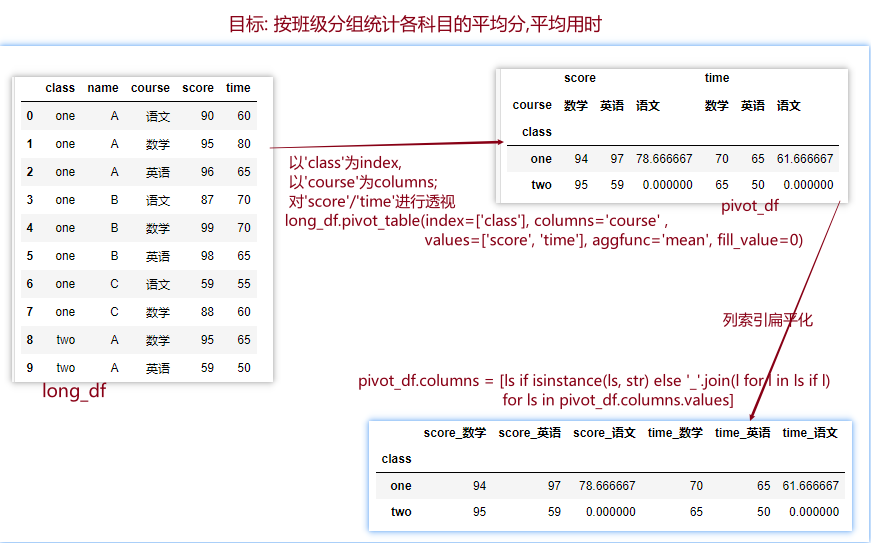 目标: 按班级分组统计各科目的平均分,平均用时
class name course score time
0 one A 语文 90 60
1 one A 数学 95 80
2 one A 英语 96 65
3 one B 语文 87 70
4 one B 数学 99 70
5 one B 英语 98 65
6 one C 语文 59 55
7 one C 数学 88 60
8 two A 数学 95 65
9 two A 英语 59 50
long_df
以'class'为index,
以'course'为columns;
对'score'/'time'进行透视
long_df.pivot_table(index=['class'], columns='course' ,
values=['score', 'time'], aggfunc='mean', fill_value=0)
score time
course 数学 英语 语文 数学 英语 语文
class
one 94 97 78.666667 70 65 61.666667
two 95 59 0.000000 65 50 0.000000
pivot_df
列索引扁平化
pivot_df.columns = [ls if isinstance(ls, str) else '_'.join(l for l in ls if l)
for ls in pivot_df.columns.values]
score_数学 score_英语 score_语文 time_数学 time_英语 time_语文
class
one 94 97 78.666667 70 65 61.666667
two 95 59 0.000000 65 50 0.000000